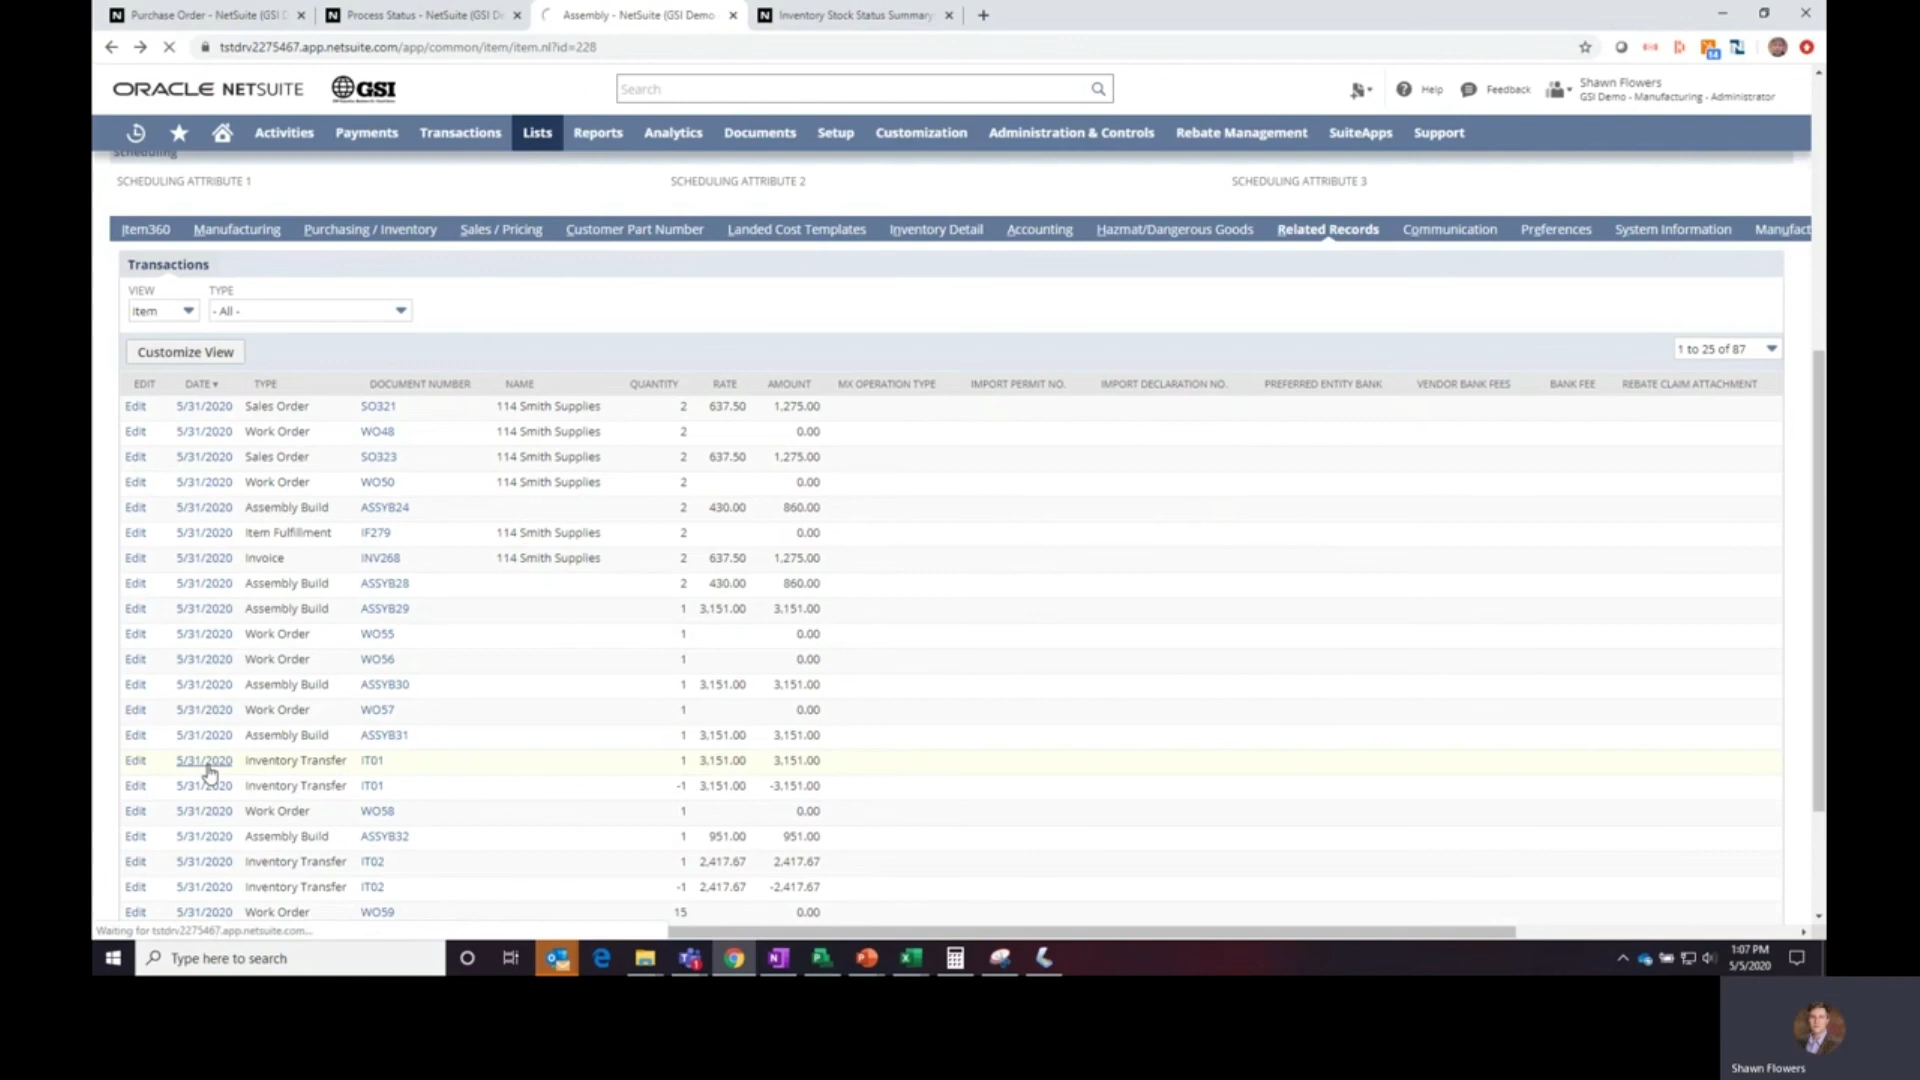 Purchase Order - NetSuite (GSI D
Process Status - NetSuite (GSI De
Assembly - NetSuite (GSI Demo
Inventory Stock Status Summary
tstdrv2275467.app.netsuite.com/app/common/item/item.nl?id=228
14
ORACLE NETSUITE
GSI
Search
Help
Feedback
Shawn Flowers
GSI Demo - Manufacturing - Administrator
Activities Payments Transactions Lists Reports Analytics Documents Setup Customization Administration & Controls Rebate Management SuiteApps Support
Scheduling
SCHEDULING ATTRIBUTE 1 SCHEDULING ATTRIBUTE 2 SCHEDULING ATTRIBUTE 3
Item360 Manufacturing Purchasing / Inventory Sales / Pricing Customer Part Number Landed Cost Templates Inventory Detail Accounting Hazmat/Dangerous Goods Related Records Communication Preferences System Information Manufact
Transactions
VIEW TYPE
Item - All -
Customize View
1 to 25 of 87
EDIT DATE TYPE DOCUMENT NUMBER NAME QUANTITY RATE AMOUNT MX OPERATION TYPE IMPORT PERMIT NO. IMPORT DECLARATION NO. PREFERRED ENTITY BANK VENDOR BANK FEES BANK FEE REBATE CLAIM ATTACHMENT
Edit 5/31/2020 Sales Order SO321 114 Smith Supplies 2 637.50 1,275.00
Edit 5/31/2020 Work Order WO48 114 Smith Supplies 2 0.00
Edit 5/31/2020 Sales Order SO323 114 Smith Supplies 2 637.50 1,275.00
Edit 5/31/2020 Work Order WO50 114 Smith Supplies 2 0.00
Edit 5/31/2020 Assembly Build ASSYB24 2 430.00 860.00
Edit 5/31/2020 Item Fulfillment IF279 114 Smith Supplies 2 0.00
Edit 5/31/2020 Invoice INV268 114 Smith Supplies 2 637.50 1,275.00
Edit 5/31/2020 Assembly Build ASSYB28 2 430.00 860.00
Edit 5/31/2020 Assembly Build ASSYB29 1 3,151.00 3,151.00
Edit 5/31/2020 Work Order WO55 1 0.00
Edit 5/31/2020 Work Order WO56 1 0.00
Edit 5/31/2020 Assembly Build ASSYB30 1 3,151.00 3,151.00
Edit 5/31/2020 Work Order WO57 1 0.00
Edit 5/31/2020 Assembly Build ASSYB31 1 3,151.00 3,151.00
Edit 5/31/2020 Inventory Transfer IT01 1 3,151.00 3,151.00
Edit 5/31/2020 Inventory Transfer IT01 -1 3,151.00 -3,151.00
Edit 5/31/2020 Work Order WO58 1 0.00
Edit 5/31/2020 Assembly Build ASSYB32 1 951.00 951.00
Edit 5/31/2020 Inventory Transfer IT02 1 2,417.67 2,417.67
Edit 5/31/2020 Inventory Transfer IT02 -1 2,417.67 -2,417.67
Edit 5/31/2020 Work Order WO59 15 0.00
Waiting for tstdrv2275467.app.netsuite.com...
Type here to search
1:07 PM
5/5/2020
Shawn Flowers